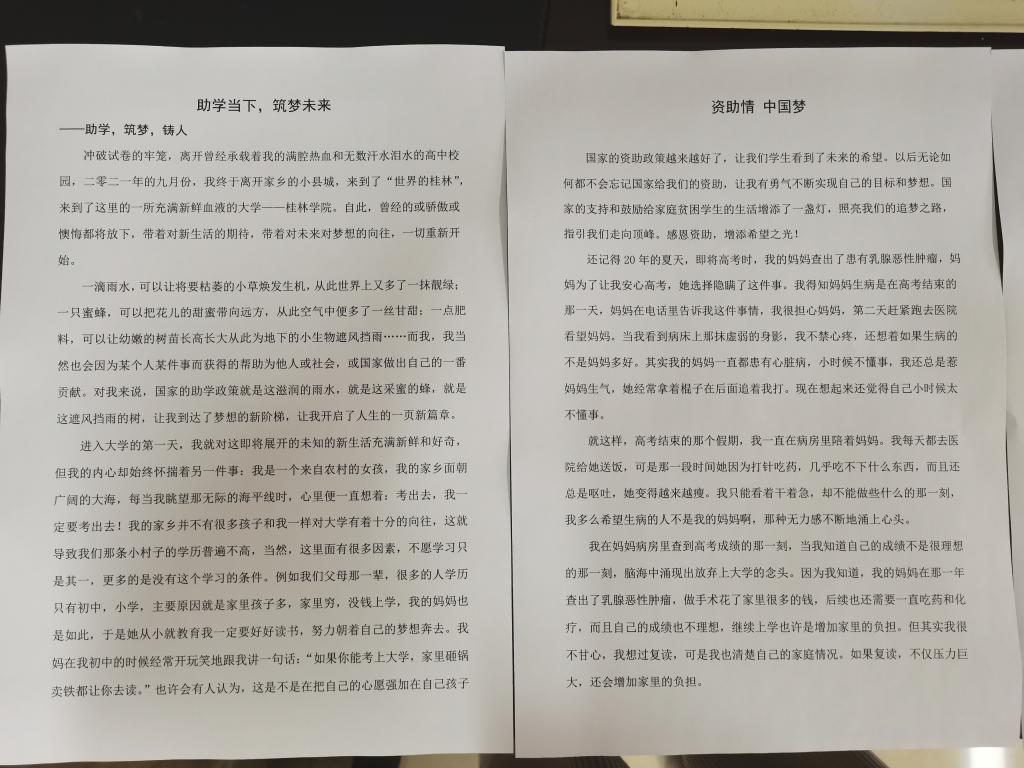 助学当下，筑梦未来
——助学，筑梦，铸人
冲破试卷的牢笼，离开曾经承载着我的满腔热血和无数汗水泪水的高中校
园，二零二一年的九月份，我终于离开家乡的小县城，来到了“世界的桂林”，
来到了这里的一所充满新鲜血液的大学——桂林学院。自此，曾经的或骄傲或
懊悔都将放下，带着对新生活的期待，带着对未来对梦想的向往，一切重新开
始。
一滴雨水，可以让将要枯萎的小草焕发生机，从此世界上又多了一抹靓绿；
一只蜜蜂，可以把花儿的甜蜜带向远方，从此空气中便多了一丝甘甜；一点肥
料，可以让幼嫩的树苗长高长大从此为地下的小生物遮风挡雨……而我，我当
然也会因为某个人某件事而获得的帮助为他人或社会，或国家做出自己的一番
贡献。对我来说，国家的助学政策就是这滋润的雨水，就是这采蜜的蜂，就是
这遮风挡雨的树，让我到达了梦想的新阶梯，让我开启了人生的一页新篇章。
进入大学的第一天，我就对这即将展开的未知的新生活充满新鲜和好奇，
但我的内心却始终怀揣着另一件事：我是一个来自农村的女孩，我的家乡面朝
广阔的大海，每当我眺望那无际的海平线时，心里便一直想着：考出去，我一
定要考出去！我的家乡并不有很多孩子和我一样对大学有着十分的向往，这就
导致我们那条小村子的学历普遍不高，当然，这里面有很多因素，不愿学习只
是其一，更多的是没有这个学习的条件。例如我们父母那一辈，很多的人学历
只有初中，小学，主要原因就是家里孩子多，家里穷，没钱上学，我的妈妈也
是如此，于是她从小就教育我一定要好好读书，努力朝着自己的梦想奔去。我
妈在我初中的时候经常开玩笑地跟我讲一句话：“如果你能考上大学，家里砸锅
卖铁都让你去读。”也许会有人认为，这是不是在把自己的心愿强加在自己孩子
资助情 中国梦
国家的资助政策越来越好了，让我们学生看到了未来的希望。以后无论如
何都不会忘记国家给我们的资助，让我有勇气不断实现自己的目标和梦想。国
家的支持和鼓励给家庭贫困学生的生活增添了一盏灯，照亮我们的追梦之路，
指引我们走向顶峰。感恩资助，增添希望之光！
还记得 20 年的夏天，即将高考时，我的妈妈查出了患有乳腺恶性肿瘤，妈
妈为了让我安心高考，她选择隐瞒了这件事。我得知妈妈生病是在高考结束的
那一天，妈妈在电话里告诉我这件事情，我很担心妈妈，第二天赶紧跑去医院
看望妈妈。当我看到病床上那抹虚弱的身影，我不禁心疼，还想着如果生病的
不是妈妈多好。其实我的妈妈一直都患有心脏病，小时候不懂事，我还总是惹
妈妈生气，她经常拿着棍子在后面追着我打。现在想起来还觉得自己小时候太
不懂事。
就这样，高考结束的那个假期，我一直在病房里陪着妈妈。我每天都去医
院给她送饭，可是那一段时间她因为打针吃药，几乎吃不下什么东西，而且还
总是呕吐，她变得越来越瘦。我只能看着干着急，却不能做些什么的那一刻，
我多么希望生病的人不是我的妈妈啊，那种无力感不断地涌上心头。
我在妈妈病房里查到高考成绩的那一刻，当我知道自己的成绩不是很理想
的那一刻，脑海中涌现出放弃上大学的念头。因为我知道，我的妈妈在那一年
查出了乳腺恶性肿瘤，做手术花了家里很多的钱，后续也还需要一直吃药和化
疗，而且自己的成绩也不理想，继续上学也许是增加家里的负担。但其实我很
不甘心，我想过复读，可是我也清楚自己的家庭情况。如果复读，不仅压力巨
大，还会增加家里的负担。